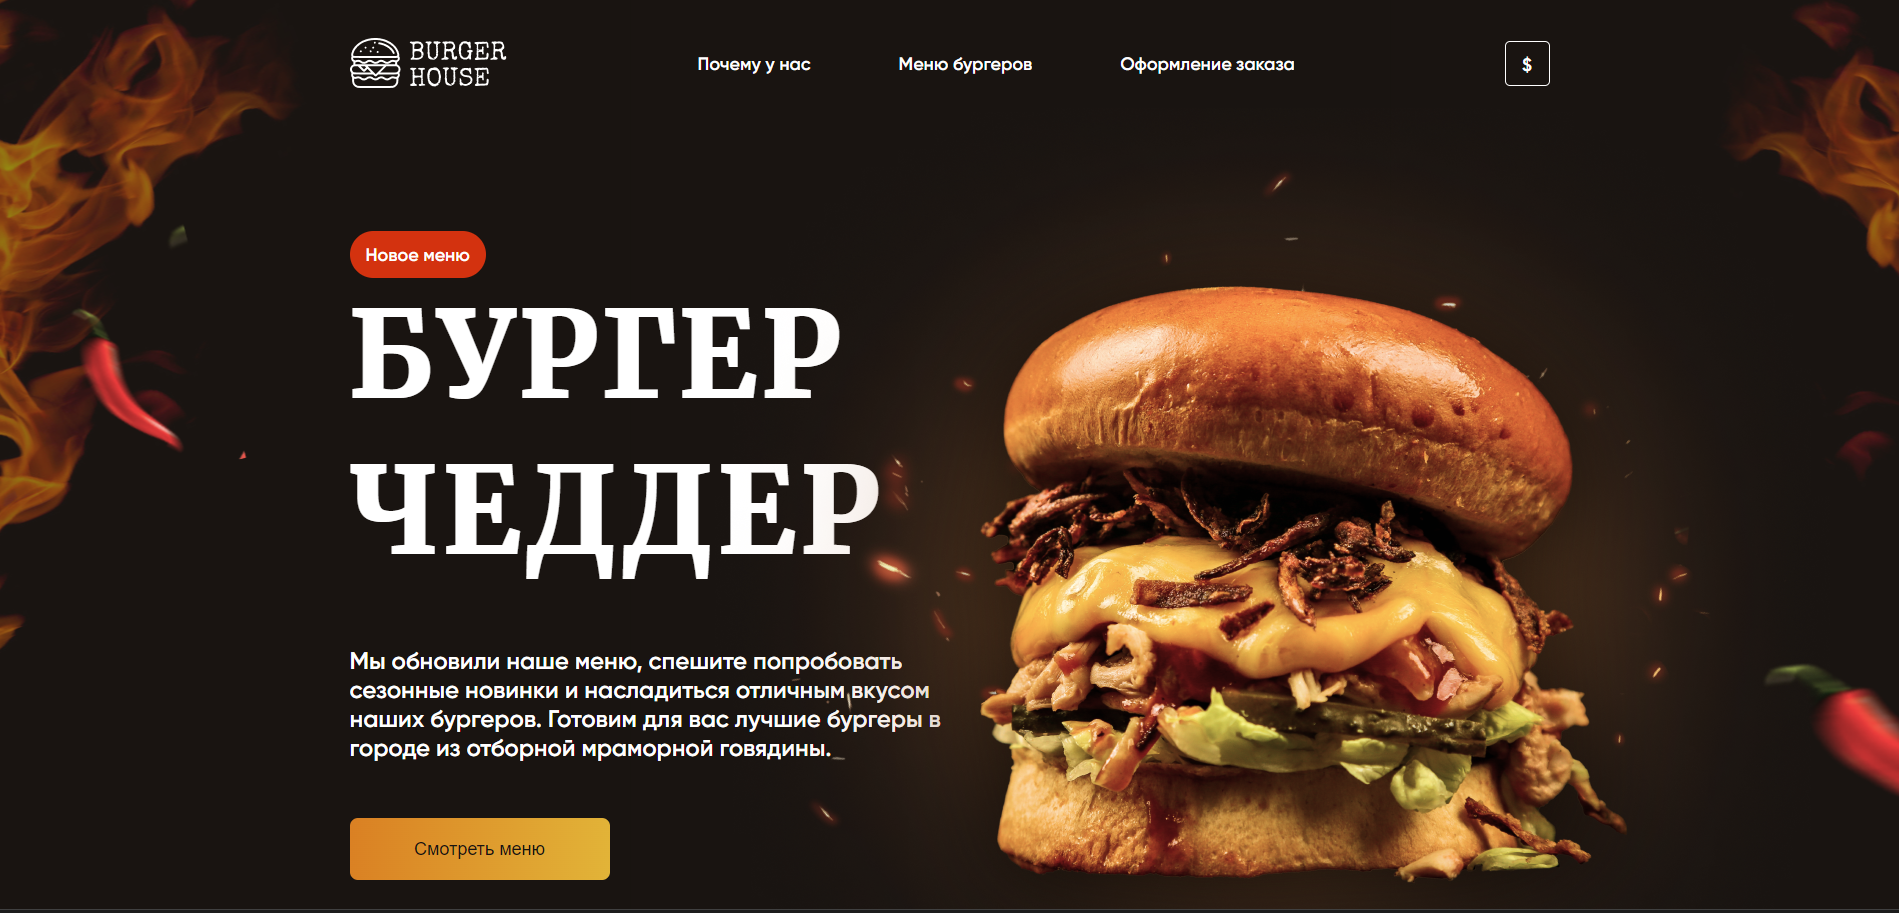 BURGER
HOUSE
Почему у нас
Меню бургеров
Оформление заказа
$
Новое меню
БУРГЕР
ЧЕДДЕР
Мы обновили наше меню, спешите попробовать
сезонные новинки и насладиться отличным вкусом
наших бургеров. Готовим для вас лучшие бургеры в
городе из отборной мраморной говядины.
Смотреть меню